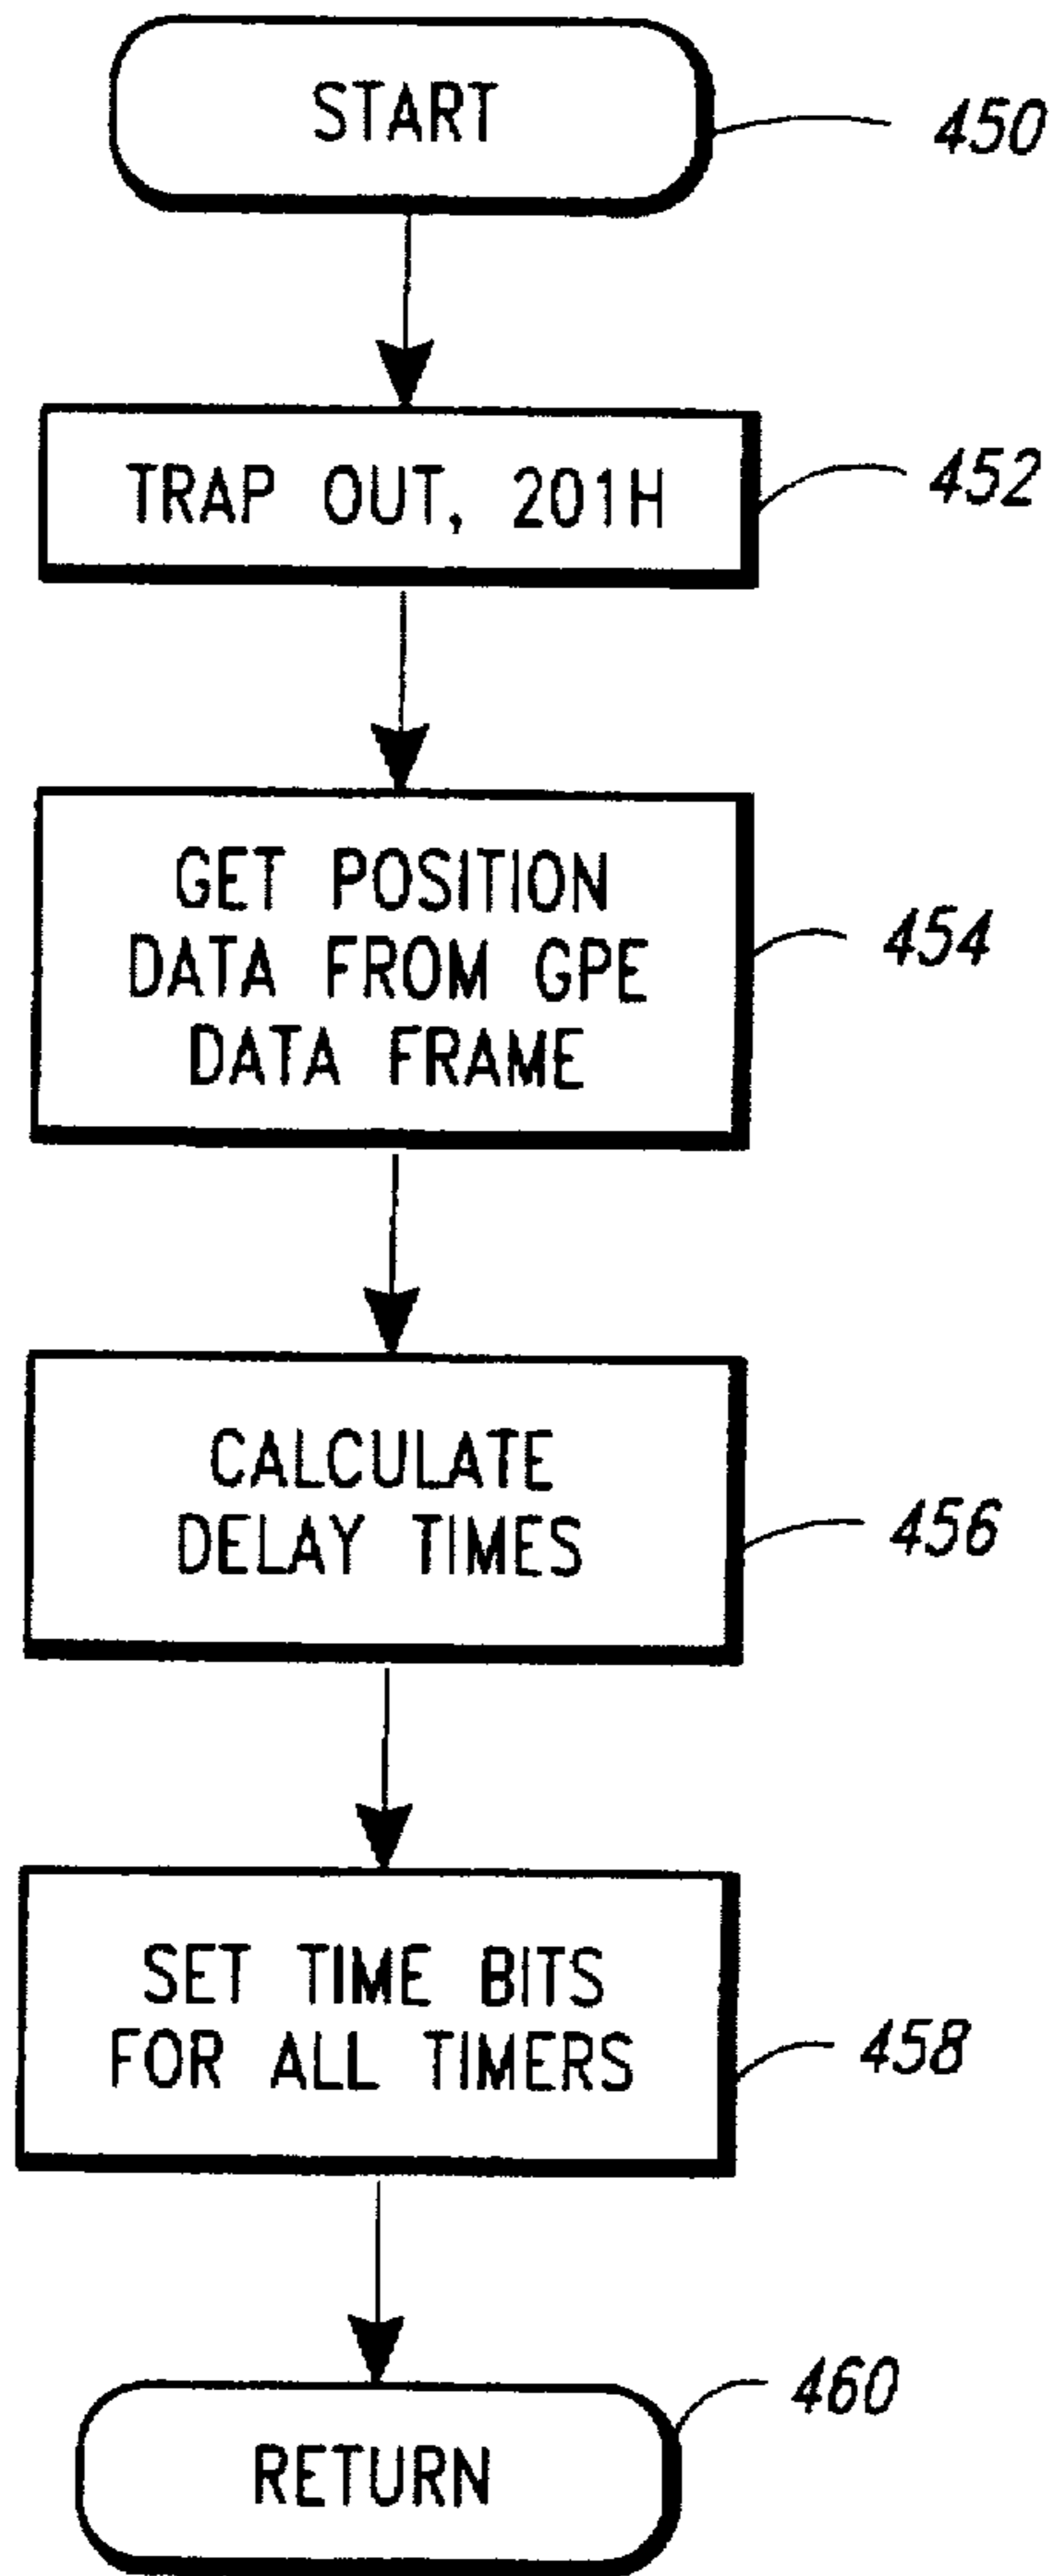 START
450
TRAP OUT, 201H
452
GET POSITION
DATA FROM GPE
DATA FRAME
454
CALCULATE
DELAY TIMES
456
SET TIME BITS
FOR ALL TIMERS
458
RETURN
460